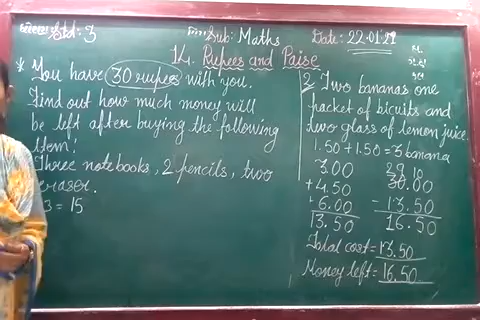 Std: 3
Sub: Maths
Date: 22.01.21
14. Rupees and Paise
* You have 30 rupees with you.
Find out how much money will
be left after buying the following
Item:
Three notebooks, 2 pencils, two
eraser.
3 = 15
2. Two bananas one
packet of bicuits and
two glass of lemon juice.
1.50 + 1.50 = 3 banana
3.00
+ 4.50
+ 6.00
13.50
29 10
30.00
- 13.50
16.50
Total cost = 13.50
Money left = 16.50